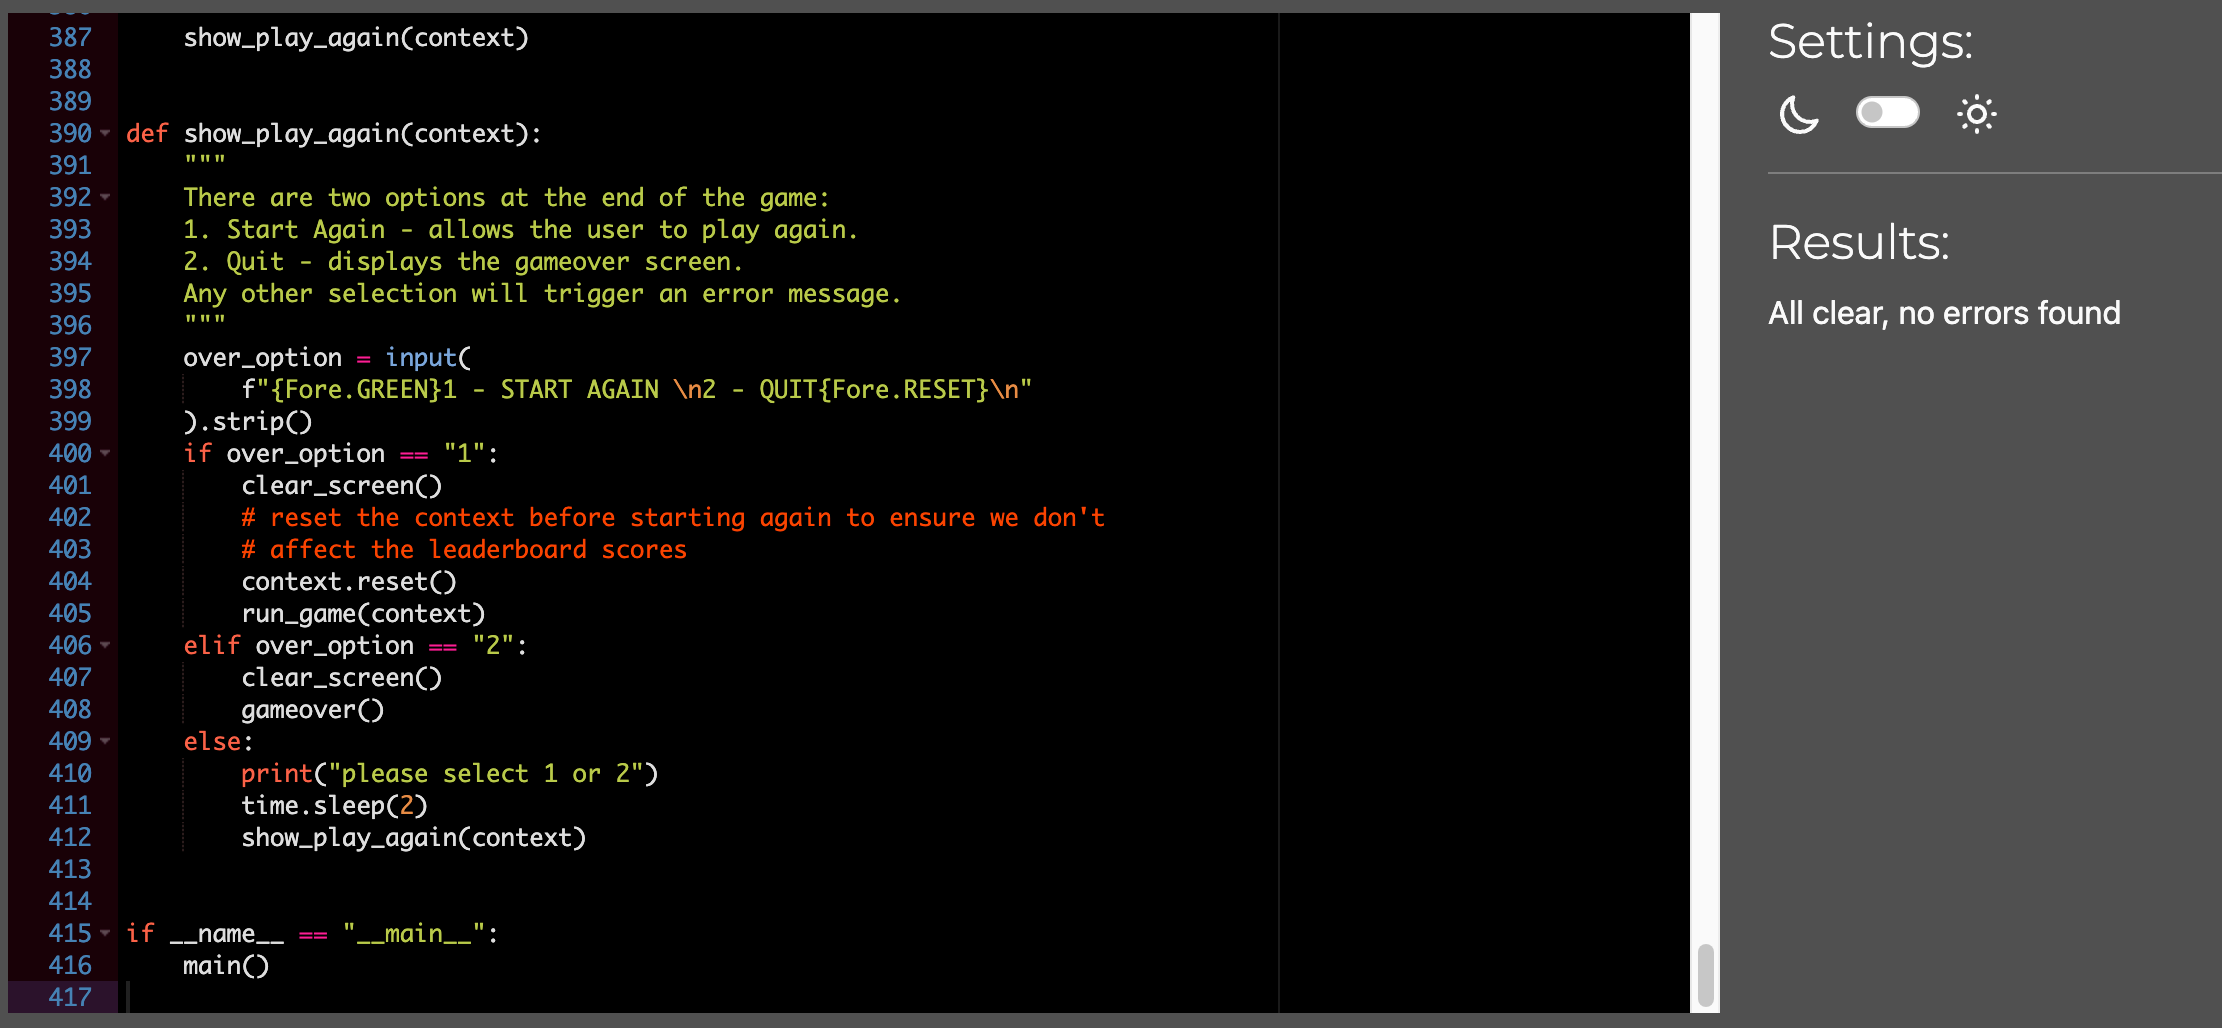 387     show_play_again(context)
388
389
390 def show_play_again(context):
391     """
392     There are two options at the end of the game:
393     1. Start Again - allows the user to play again.
394     2. Quit - displays the gameover screen.
395     Any other selection will trigger an error message.
396     """
397     over_option = input(
398         f"{Fore.GREEN}1 - START AGAIN \n2 - QUIT{Fore.RESET}\n"
399     ).strip()
400     if over_option == "1":
401         clear_screen()
402         # reset the context before starting again to ensure we don't
403         # affect the leaderboard scores
404         context.reset()
405         run_game(context)
406     elif over_option == "2":
407         clear_screen()
408         gameover()
409     else:
410         print("please select 1 or 2")
411         time.sleep(2)
412         show_play_again(context)
413
414
415 if __name__ == "__main__":
416     main()
417
Settings:
Results:
All clear, no errors found